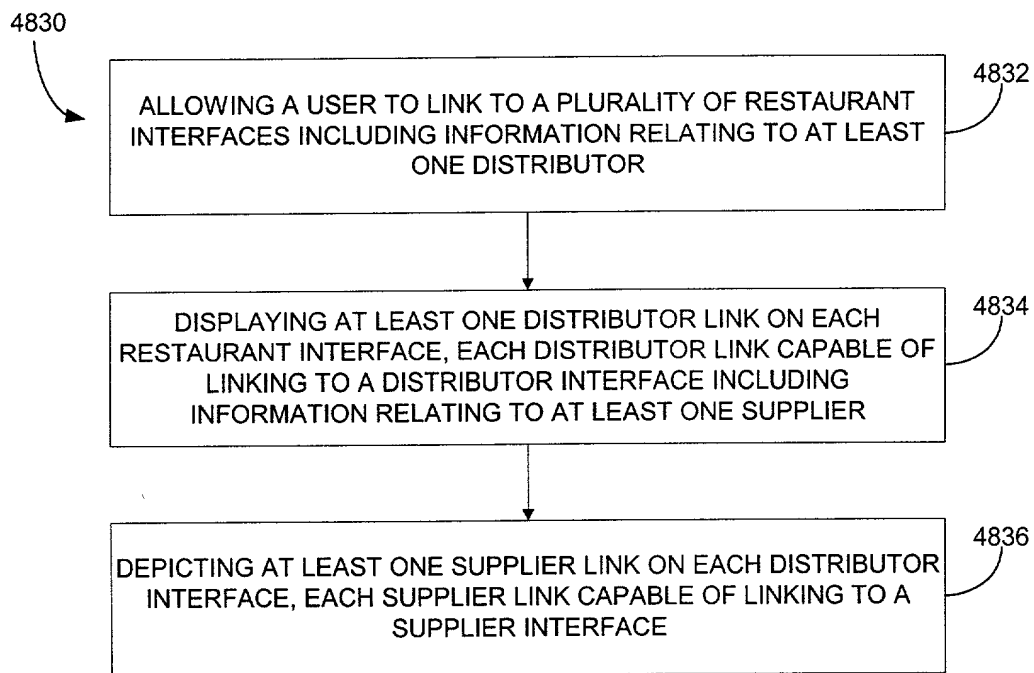 4830
4832
ALLOWING A USER TO LINK TO A PLURALITY OF RESTAURANT
INTERFACES INCLUDING INFORMATION RELATING TO AT LEAST
ONE DISTRIBUTOR
4834
DISPLAYING AT LEAST ONE DISTRIBUTOR LINK ON EACH
RESTAURANT INTERFACE, EACH DISTRIBUTOR LINK CAPABLE OF
LINKING TO A DISTRIBUTOR INTERFACE INCLUDING
INFORMATION RELATING TO AT LEAST ONE SUPPLIER
4836
DEPICTING AT LEAST ONE SUPPLIER LINK ON EACH DISTRIBUTOR
INTERFACE, EACH SUPPLIER LINK CAPABLE OF LINKING TO A
SUPPLIER INTERFACE